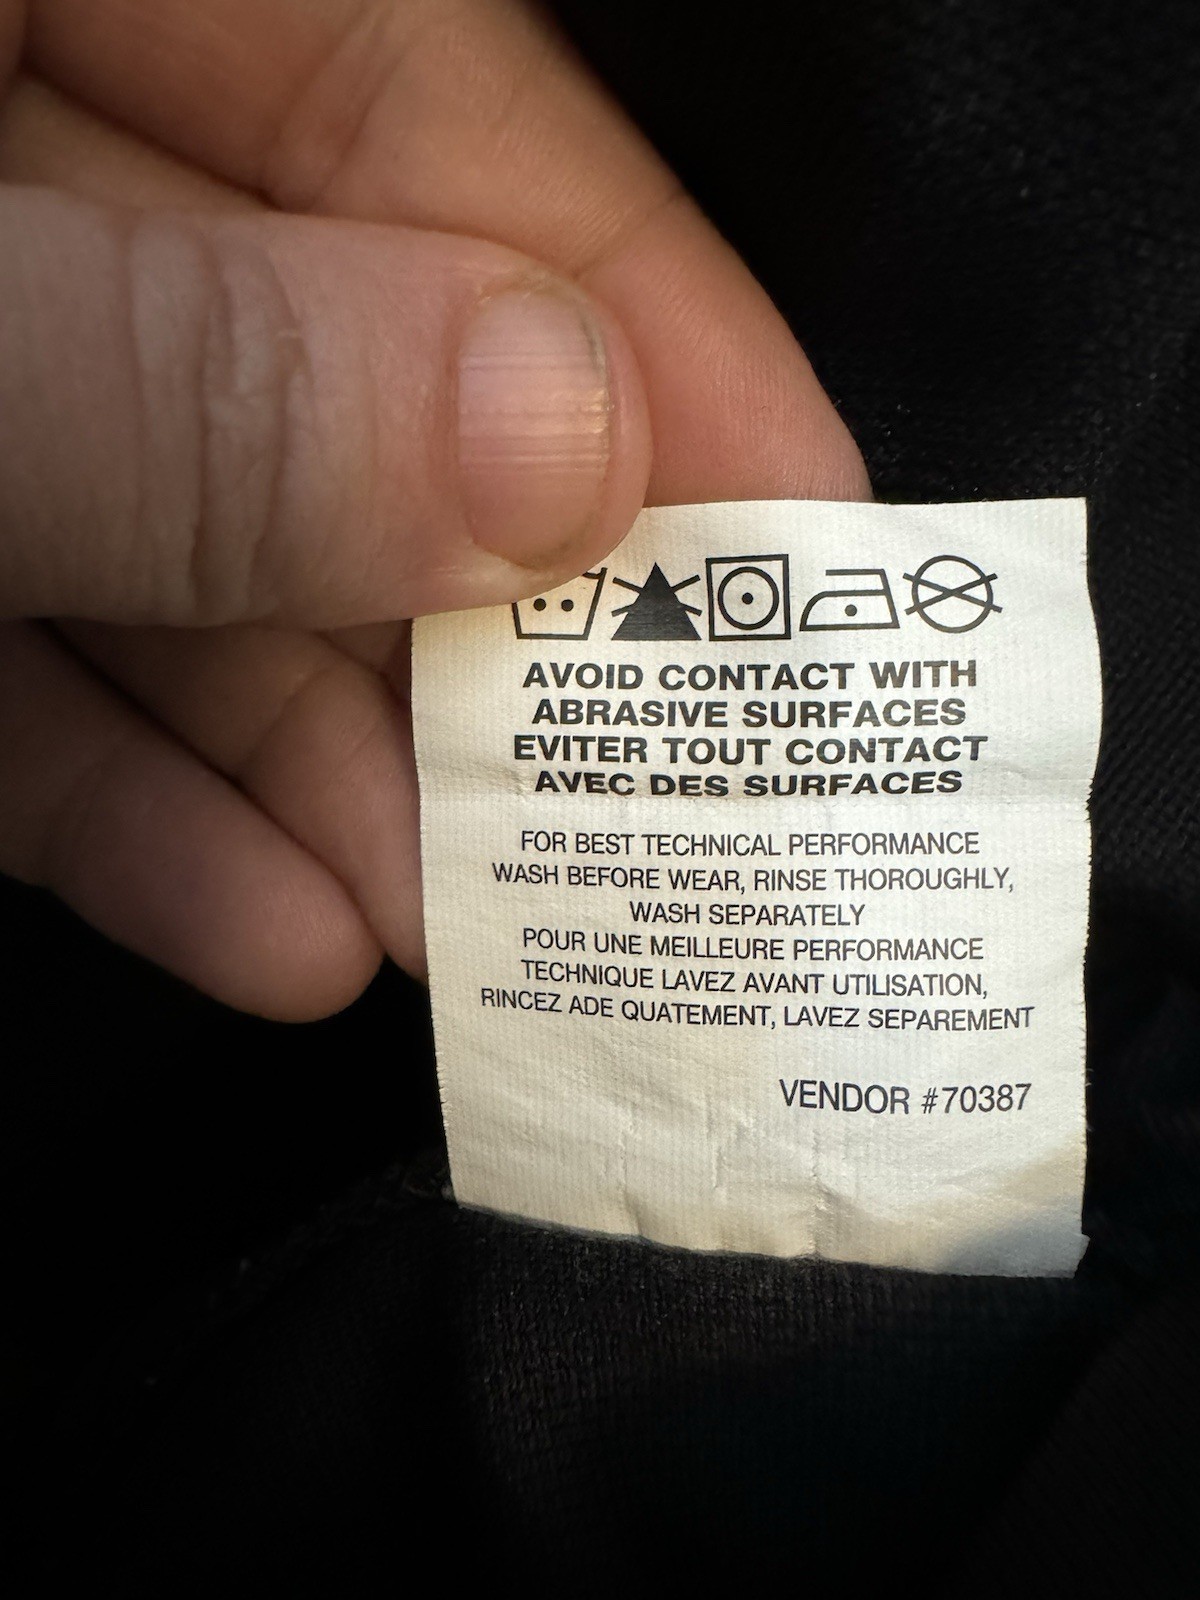 AVOID CONTACT WITH
ABRASIVE SURFACES
EVITER TOUT CONTACT
AVEC DES SURFACES
FOR BEST TECHNICAL PERFORMANCE
WASH BEFORE WEAR, RINSE THOROUGHLY,
WASH SEPARATELY
POUR UNE MEILLEURE PERFORMANCE
TECHNIQUE LAVEZ AVANT UTILISATION,
RINCEZ ADE QUATEMENT, LAVEZ SEPAREMENT
VENDOR #70387